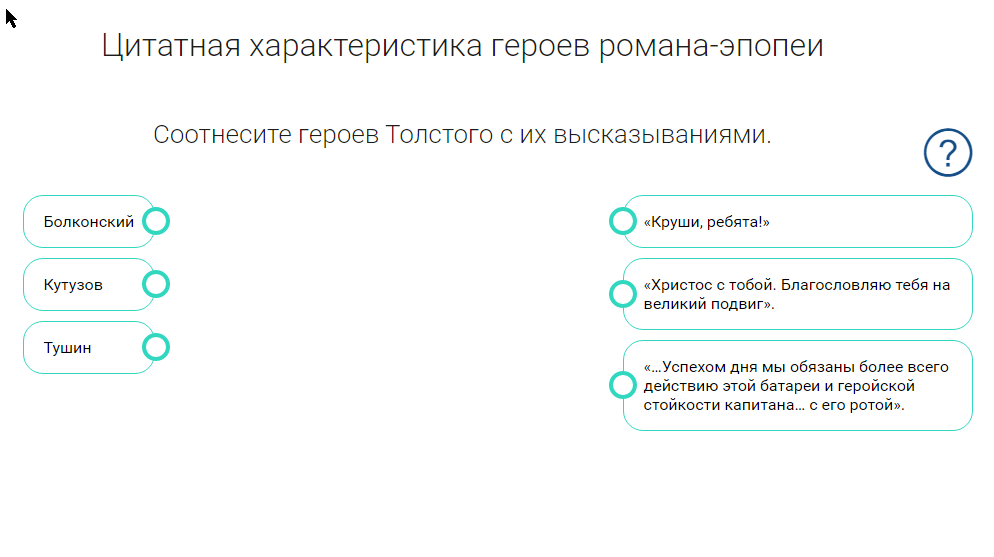 Цитатная характеристика героев романа-эпопеи
Соотнесите героев Толстого с их высказываниями.
?
Болконский
Кутузов
Тушин
«Круши, ребята!»
«Христос с тобой. Благословляю тебя на
великий подвиг».
«…Успехом дня мы обязаны более всего
действию этой батареи и геройской
стойкости капитана… с его ротой».